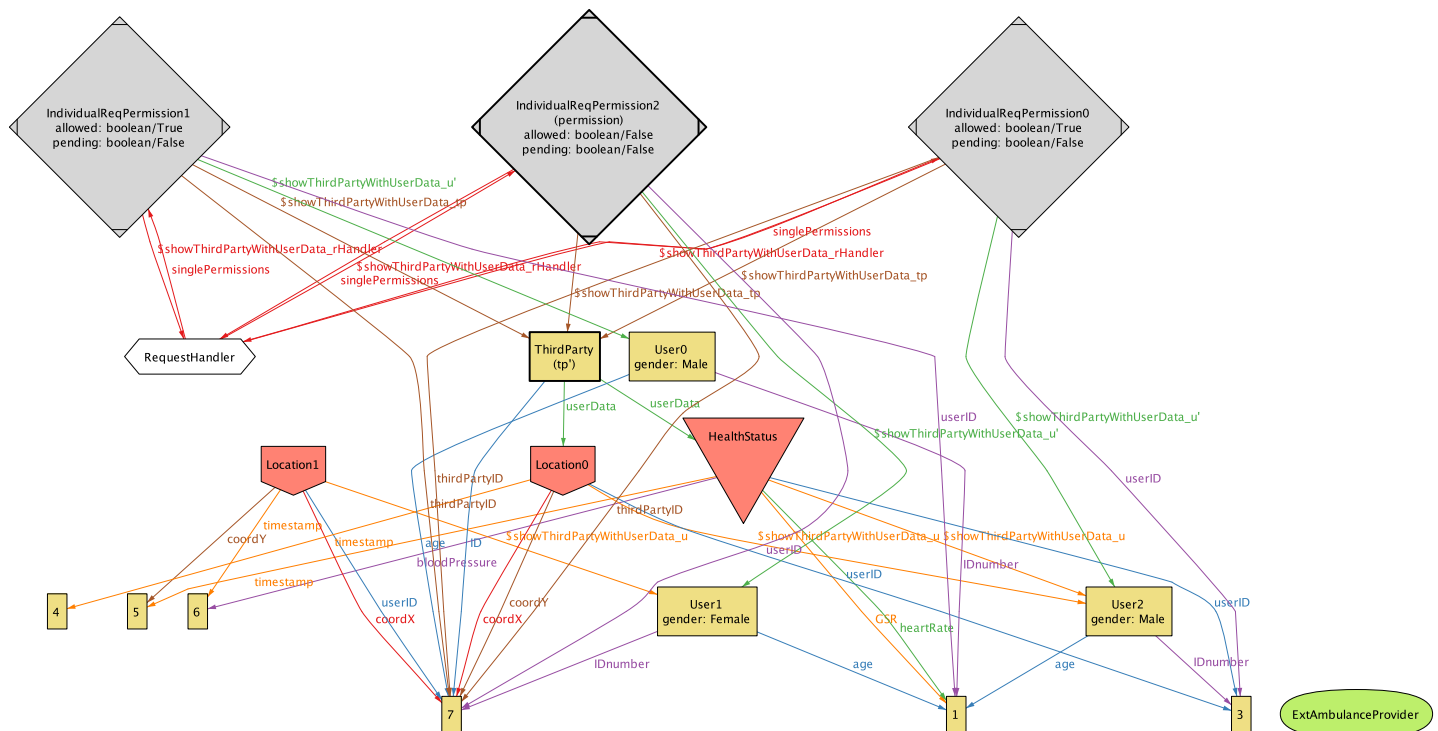 IndividualReqPermission1
allowed: boolean/True
pending: boolean/False
IndividualReqPermission2
(permission)
allowed: boolean/False
pending: boolean/False
IndividualReqPermission0
allowed: boolean/True
pending: boolean/False
$showThirdPartyWithUserData_u'
$showThirdPartyWithUserData_tp
singlePermissions
$showThirdPartyWithUserData_rHandler
$showThirdPartyWithUserData_rHandler
singlePermissions
$showThirdPartyWithUserData_rHandler
singlePermissions
$showThirdPartyWithUserData_tp
$showThirdPartyWithUserData_tp
RequestHandler
ThirdParty
(tp')
User0
gender: Male
userData
userData
userID
$showThirdPartyWithUserData_u'
$showThirdPartyWithUserData_u'
HealthStatus
Location1
Location0
thirdPartyID
userID
thirdPartyID
thirdPartyID
timestamp
coordY
timestamp
age
ID
$showThirdPartyWithUserData_u
$showThirdPartyWithUserData_u
$showThirdPartyWithUserData_u
userID
bloodPressure
IDnumber
timestamp
userID
4
5
6
userID
coordX
coordY
coordX
User1
gender: Female
GSR
heartRate
User2
gender: Male
userID
IDnumber
age
age
IDnumber
7
1
3
ExtAmbulanceProvider